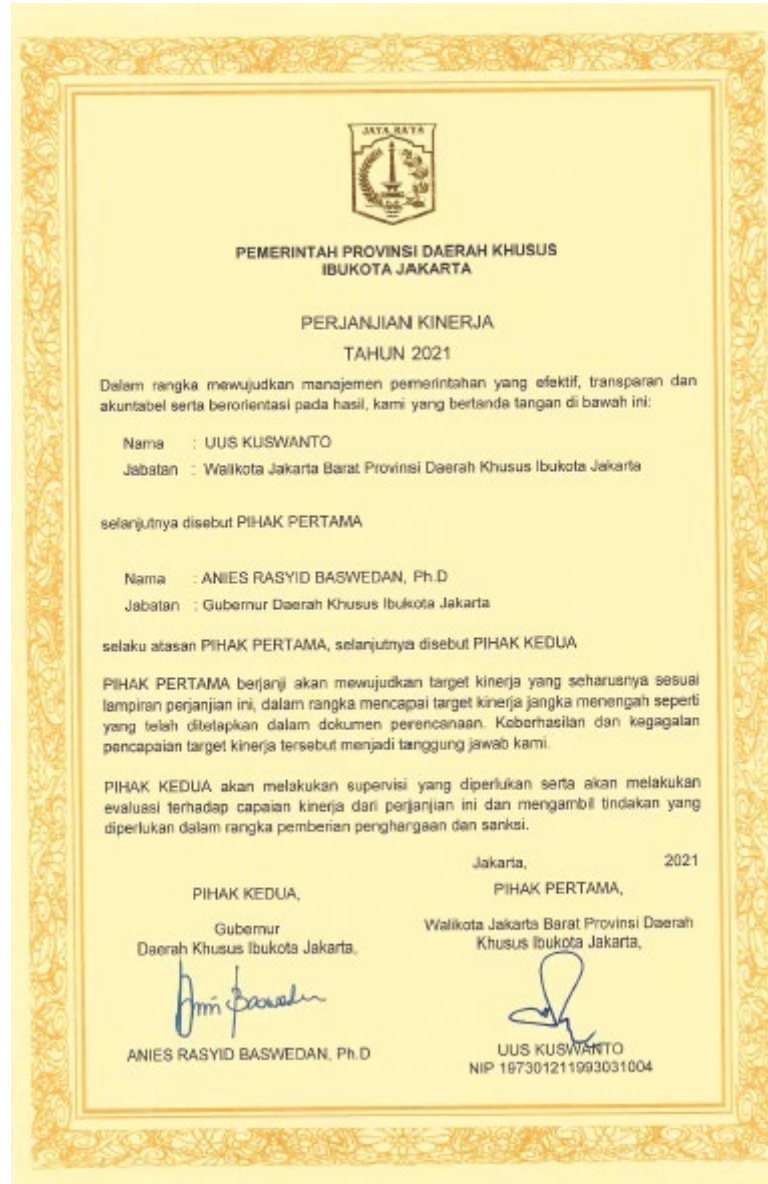 JAYA RAYA
PEMERINTAH PROVINSI DAERAH KHUSUS
IBUKOTA JAKARTA
PERJANJIAN KINERJA
TAHUN 2021
Dalam rangka mewujudkan manajemen pemerintahan yang efektif, transparan dan
akuntabel serta berorientasi pada hasil, kami yang bertanda tangan di bawah ini:
Nama : UUS KUSWANTO
Jabatan : Walikota Jakarta Barat Provinsi Daerah Khusus Ibukota Jakarta
selanjutnya disebut PIHAK PERTAMA
Nama : ANIES RASYID BASWEDAN, Ph.D
Jabatan : Gubernur Daerah Khusus Ibukota Jakarta
selaku atasan PIHAK PERTAMA, selanjutnya disebut PIHAK KEDUA
PIHAK PERTAMA berjanji akan mewujudkan target kinerja yang seharusnya sesuai
lampiran perjanjian ini, dalam rangka mencapai target kinerja jangka menengah seperti
yang telah ditetapkan dalam dokumen perencanaan. Keberhasilan dan kegagalan
pencapaian target kinerja tersebut menjadi tanggung jawab kami.
PIHAK KEDUA akan melakukan supervisi yang diperlukan serta akan melakukan
evaluasi terhadap capaian kinerja dari perjanjian ini dan mengambil tindakan yang
diperlukan dalam rangka pemberian penghargaan dan sanksi.
Jakarta, 2021
PIHAK KEDUA,
Gubernur
Daerah Khusus Ibukota Jakarta,
Anies Baswedan
ANIES RASYID BASWEDAN, Ph.D
PIHAK PERTAMA,
Walikota Jakarta Barat Provinsi Daerah
Khusus Ibukota Jakarta,
UUS KUSWANTO
NIP 197301211993031004